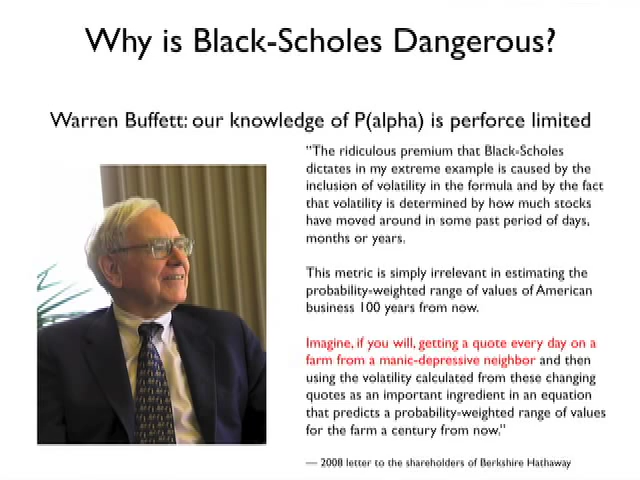 Why is Black-Scholes Dangerous?
Warren Buffett: our knowledge of P(alpha) is perforce limited
"The ridiculous premium that Black-Scholes
dictates in my extreme example is caused by the
inclusion of volatility in the formula and by the fact
that volatility is determined by how much stocks
have moved around in some past period of days,
months or years.
This metric is simply irrelevant in estimating the
probability-weighted range of values of American
business 100 years from now.
Imagine, if you will, getting a quote every day on a
farm from a manic-depressive neighbor and then
using the volatility calculated from these changing
quotes as an important ingredient in an equation
that predicts a probability-weighted range of values
for the farm a century from now."
— 2008 letter to the shareholders of Berkshire Hathaway